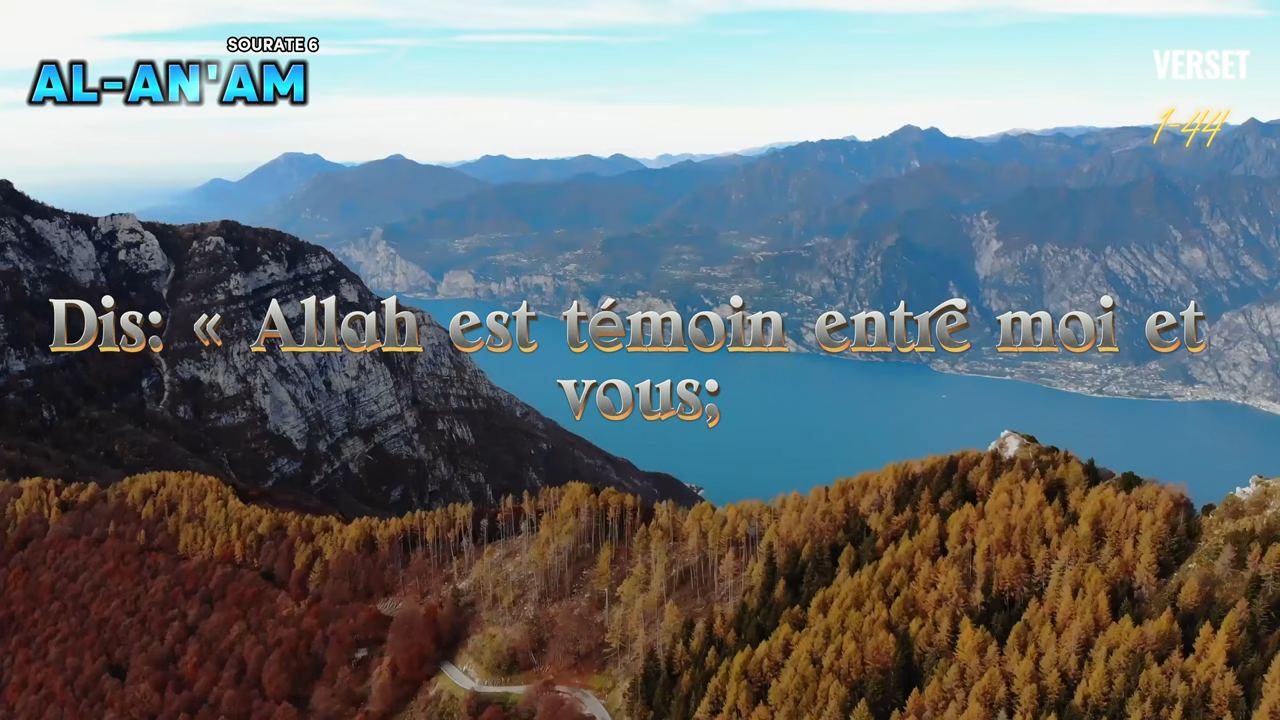 SOURATE 6
AL-AN'AM
VERSET
1-44
Dis: « Allah est témoin entre moi et
vous;